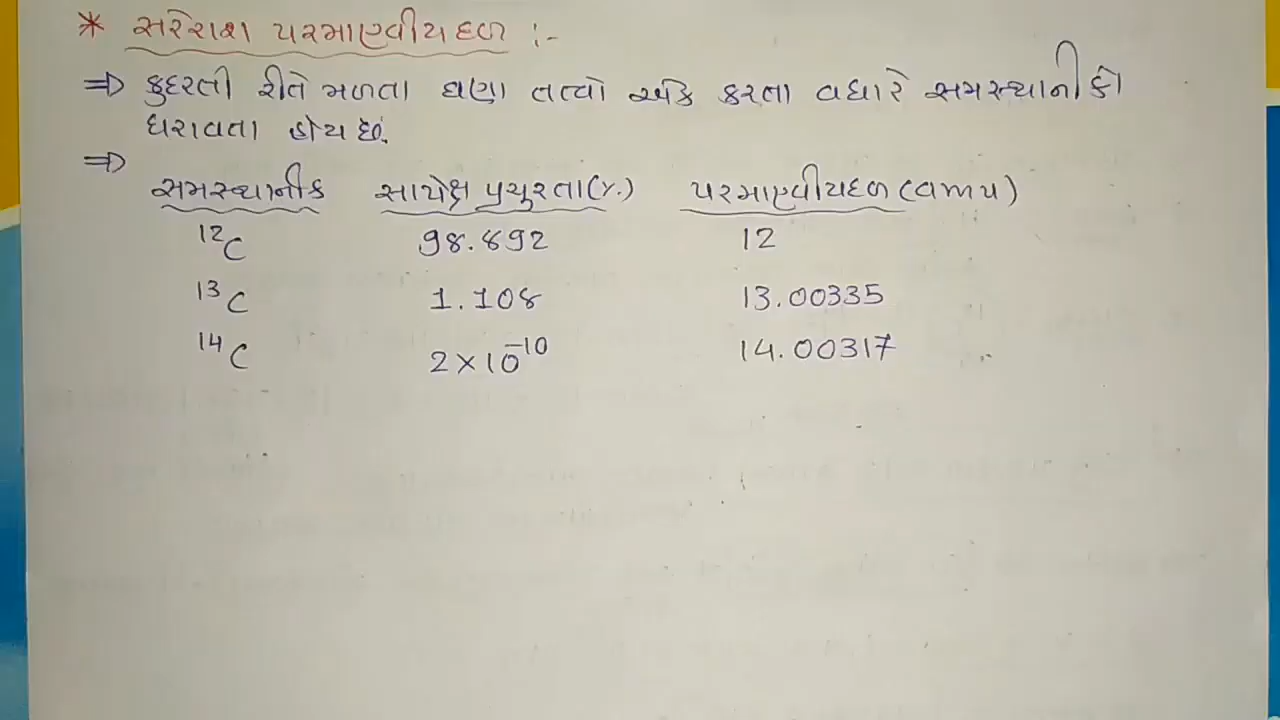 * સરેરાશ પરમાણ્વીયદળ :-
⇒ કુદરતી રીતે મળતા ઘણા તત્વો એક કરતા વધારે સમસ્થાનીકો
ધરાવતા હોય છે.
⇒
સમસ્થાનીક સાપેક્ષ પ્રચુરતા(%) પરમાણ્વીયદળ (amu)
¹²C 98.892 12
¹³C 1.108 13.00335
¹⁴C 2×10⁻¹⁰ 14.00317